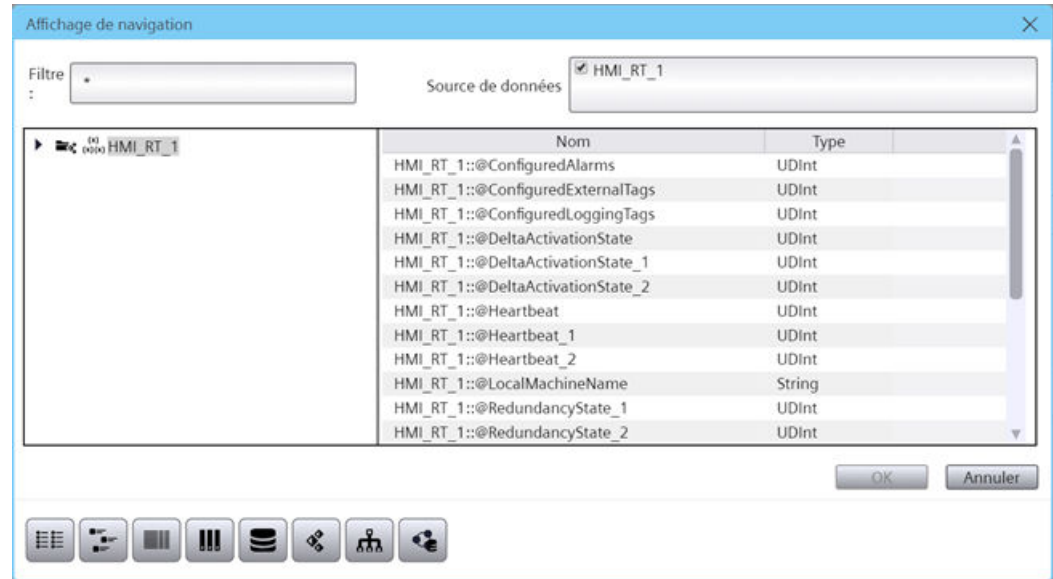 Affichage de navigation
Filtre
:
*
Source de données
HMI_RT_1
HMI_RT_1
Nom Type
HMI_RT_1::@ConfiguredAlarms UDInt
HMI_RT_1::@ConfiguredExternalTags UDInt
HMI_RT_1::@ConfiguredLoggingTags UDInt
HMI_RT_1::@DeltaActivationState UDInt
HMI_RT_1::@DeltaActivationState_1 UDInt
HMI_RT_1::@DeltaActivationState_2 UDInt
HMI_RT_1::@Heartbeat UDInt
HMI_RT_1::@Heartbeat_1 UDInt
HMI_RT_1::@Heartbeat_2 UDInt
HMI_RT_1::@LocalMachineName String
HMI_RT_1::@RedundancyState_1 UDInt
HMI_RT_1::@RedundancyState_2 UDInt
OK Annuler